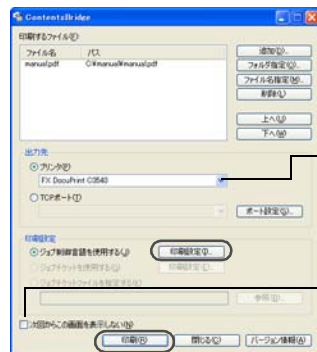 ContentsBridge
印刷するファイル(F)
ファイル名 パス
manual.pdf C:¥manual¥manual.pdf
追加(D)...
フォルダ指定(O)...
ファイル名指定(M)...
削除(L)
上へ(U)
下へ(W)
出力先
プリンタ(P)
FX DocuPrint C3540
TCPポート(T)
ポート設定(S)...
印刷設定
ジョブ制御言語を使用する(J)
印刷設定(I)...
ジョブチケットを使用する(G)
ジョブチケットファイルを指定する(K)
次回からこの画面を表示しない(N)
印刷(R)
閉じる(C)
バージョン情報(A)